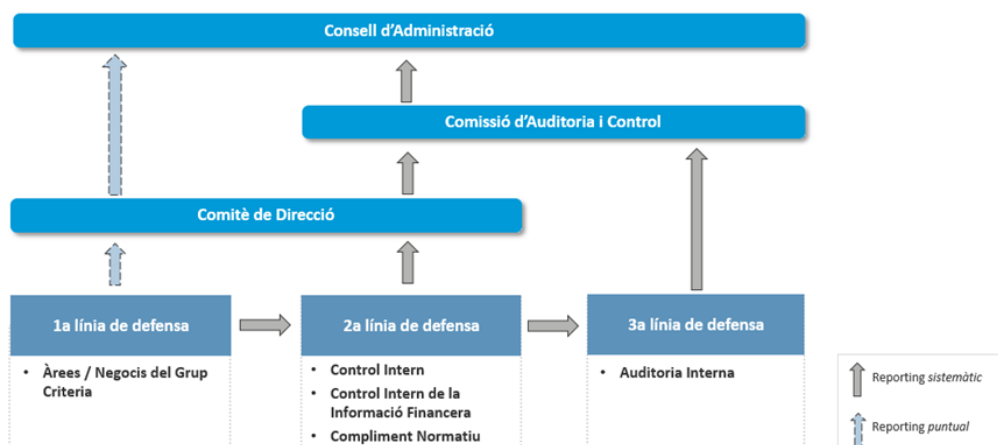 Consell d'Administració
Comissió d'Auditoria i Control
Comitè de Direcció
1a línia de defensa
2a línia de defensa
3a línia de defensa
• Àrees / Negocis del Grup
Criteria
• Control Intern
• Control Intern de la
Informació Financera
• Compliment Normatiu
• Auditoria Interna
Reporting sistemàtic
Reporting puntual